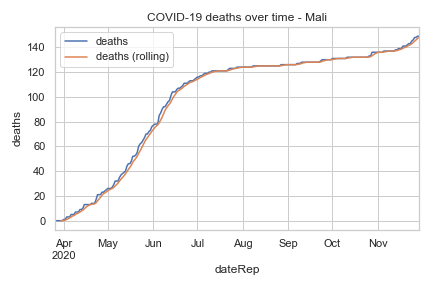 COVID-19 deaths over time - Mali
deaths
deaths (rolling)
deaths
140
120
100
80
60
40
20
0
Apr
2020
May
Jun
Jul
Aug
Sep
Oct
Nov
dateRep